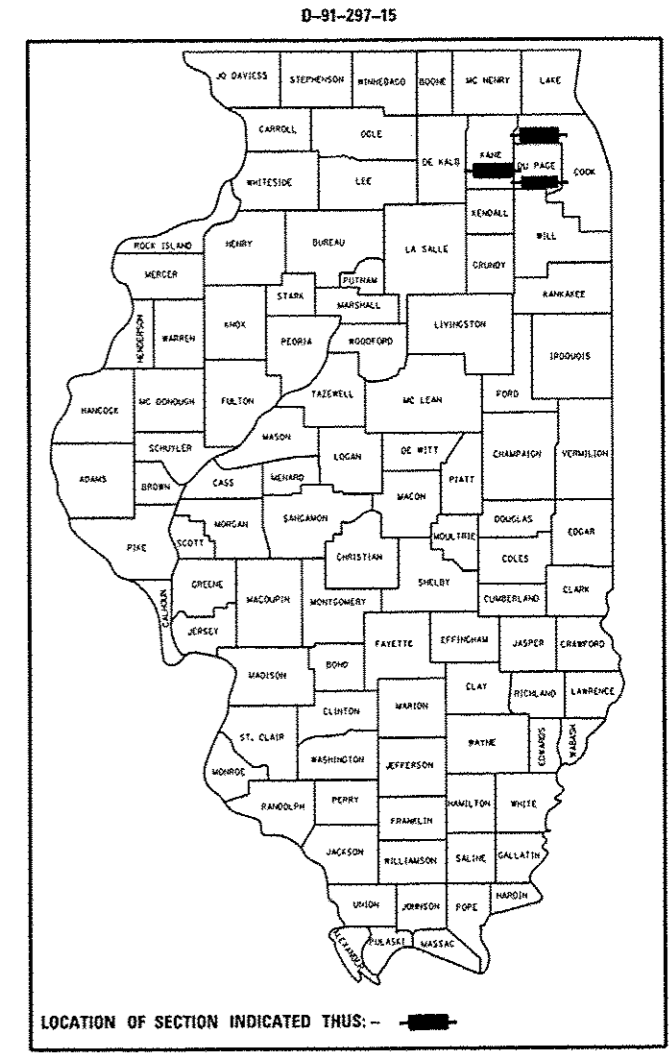 D-91-297-15
JO DAVIESS STEPHENSON WINNEBAGO BOONE MC HENRY LAKE
CARROLL OGLE DE KALB KANE DU PAGE COOK
WHITESIDE LEE
KENDALL
ROCK ISLAND HENRY BUREAU LA SALLE GRUNDY WILL
MERCER STARK PUTNAM KANKAKEE
HENDERSON WARREN KNOX PEORIA MARSHALL LIVINGSTON
WOODFORD IROQUOIS
HANCOCK MC DONOUGH FULTON TAZEWELL MC LEAN FORD
SCHUYLER MASON LOGAN DE WITT CHAMPAIGN VERMILION
ADAMS BROWN CASS MENARD MACON PIATT
PIKE SCOTT MORGAN SANGAMON CHRISTIAN MOULTRIE DOUGLAS EDGAR
COLES
CALHOUN GREENE MACOUPIN MONTGOMERY SHELBY CUMBERLAND CLARK
JERSEY FAYETTE EFFINGHAM JASPER CRAWFORD
MADISON BOND
CLAY RICHLAND LAWRENCE
CLINTON MARION
ST. CLAIR WAYNE EDWARDS WABASH
WASHINGTON JEFFERSON
MONROE
RANDOLPH PERRY HAMILTON WHITE
FRANKLIN
JACKSON WILLIAMSON SALINE GALLATIN
UNION JOHNSON POPE HARDIN
ALEXANDER PULASKI MASSAC
LOCATION OF SECTION INDICATED THUS: -